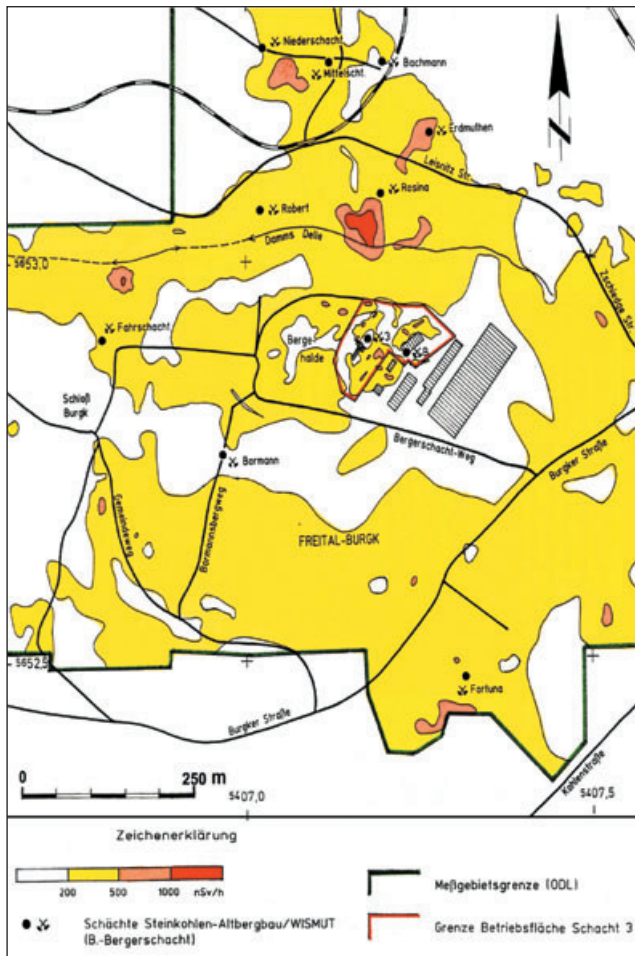 Niederschacht
Mittelscht.
Bachmann
Erdmuthen
Leisnitz Str.
Rosina
Robert
Damms Delle
5653,0
Zschiedge Str.
Fahrschacht
Berge-
halde
3
B.
Schloß
Burgk
Bergerschacht-Weg
Burgker Straße
Bormann
Gemeindeweg
Bormannsbergweg
FREITAL-BURGK
5652,5
Fortuna
Burgker Straße
Kohlenstraße
0 250 m
5407,0
5407,5
N
Zeichenerklärung
200 500 1000 nSv/h
Schächte Steinkohlen-Altbergbau/WISMUT
(B.-Bergerschacht)
Meßgebietsgrenze (ODL)
Grenze Betriebsfläche Schacht 3